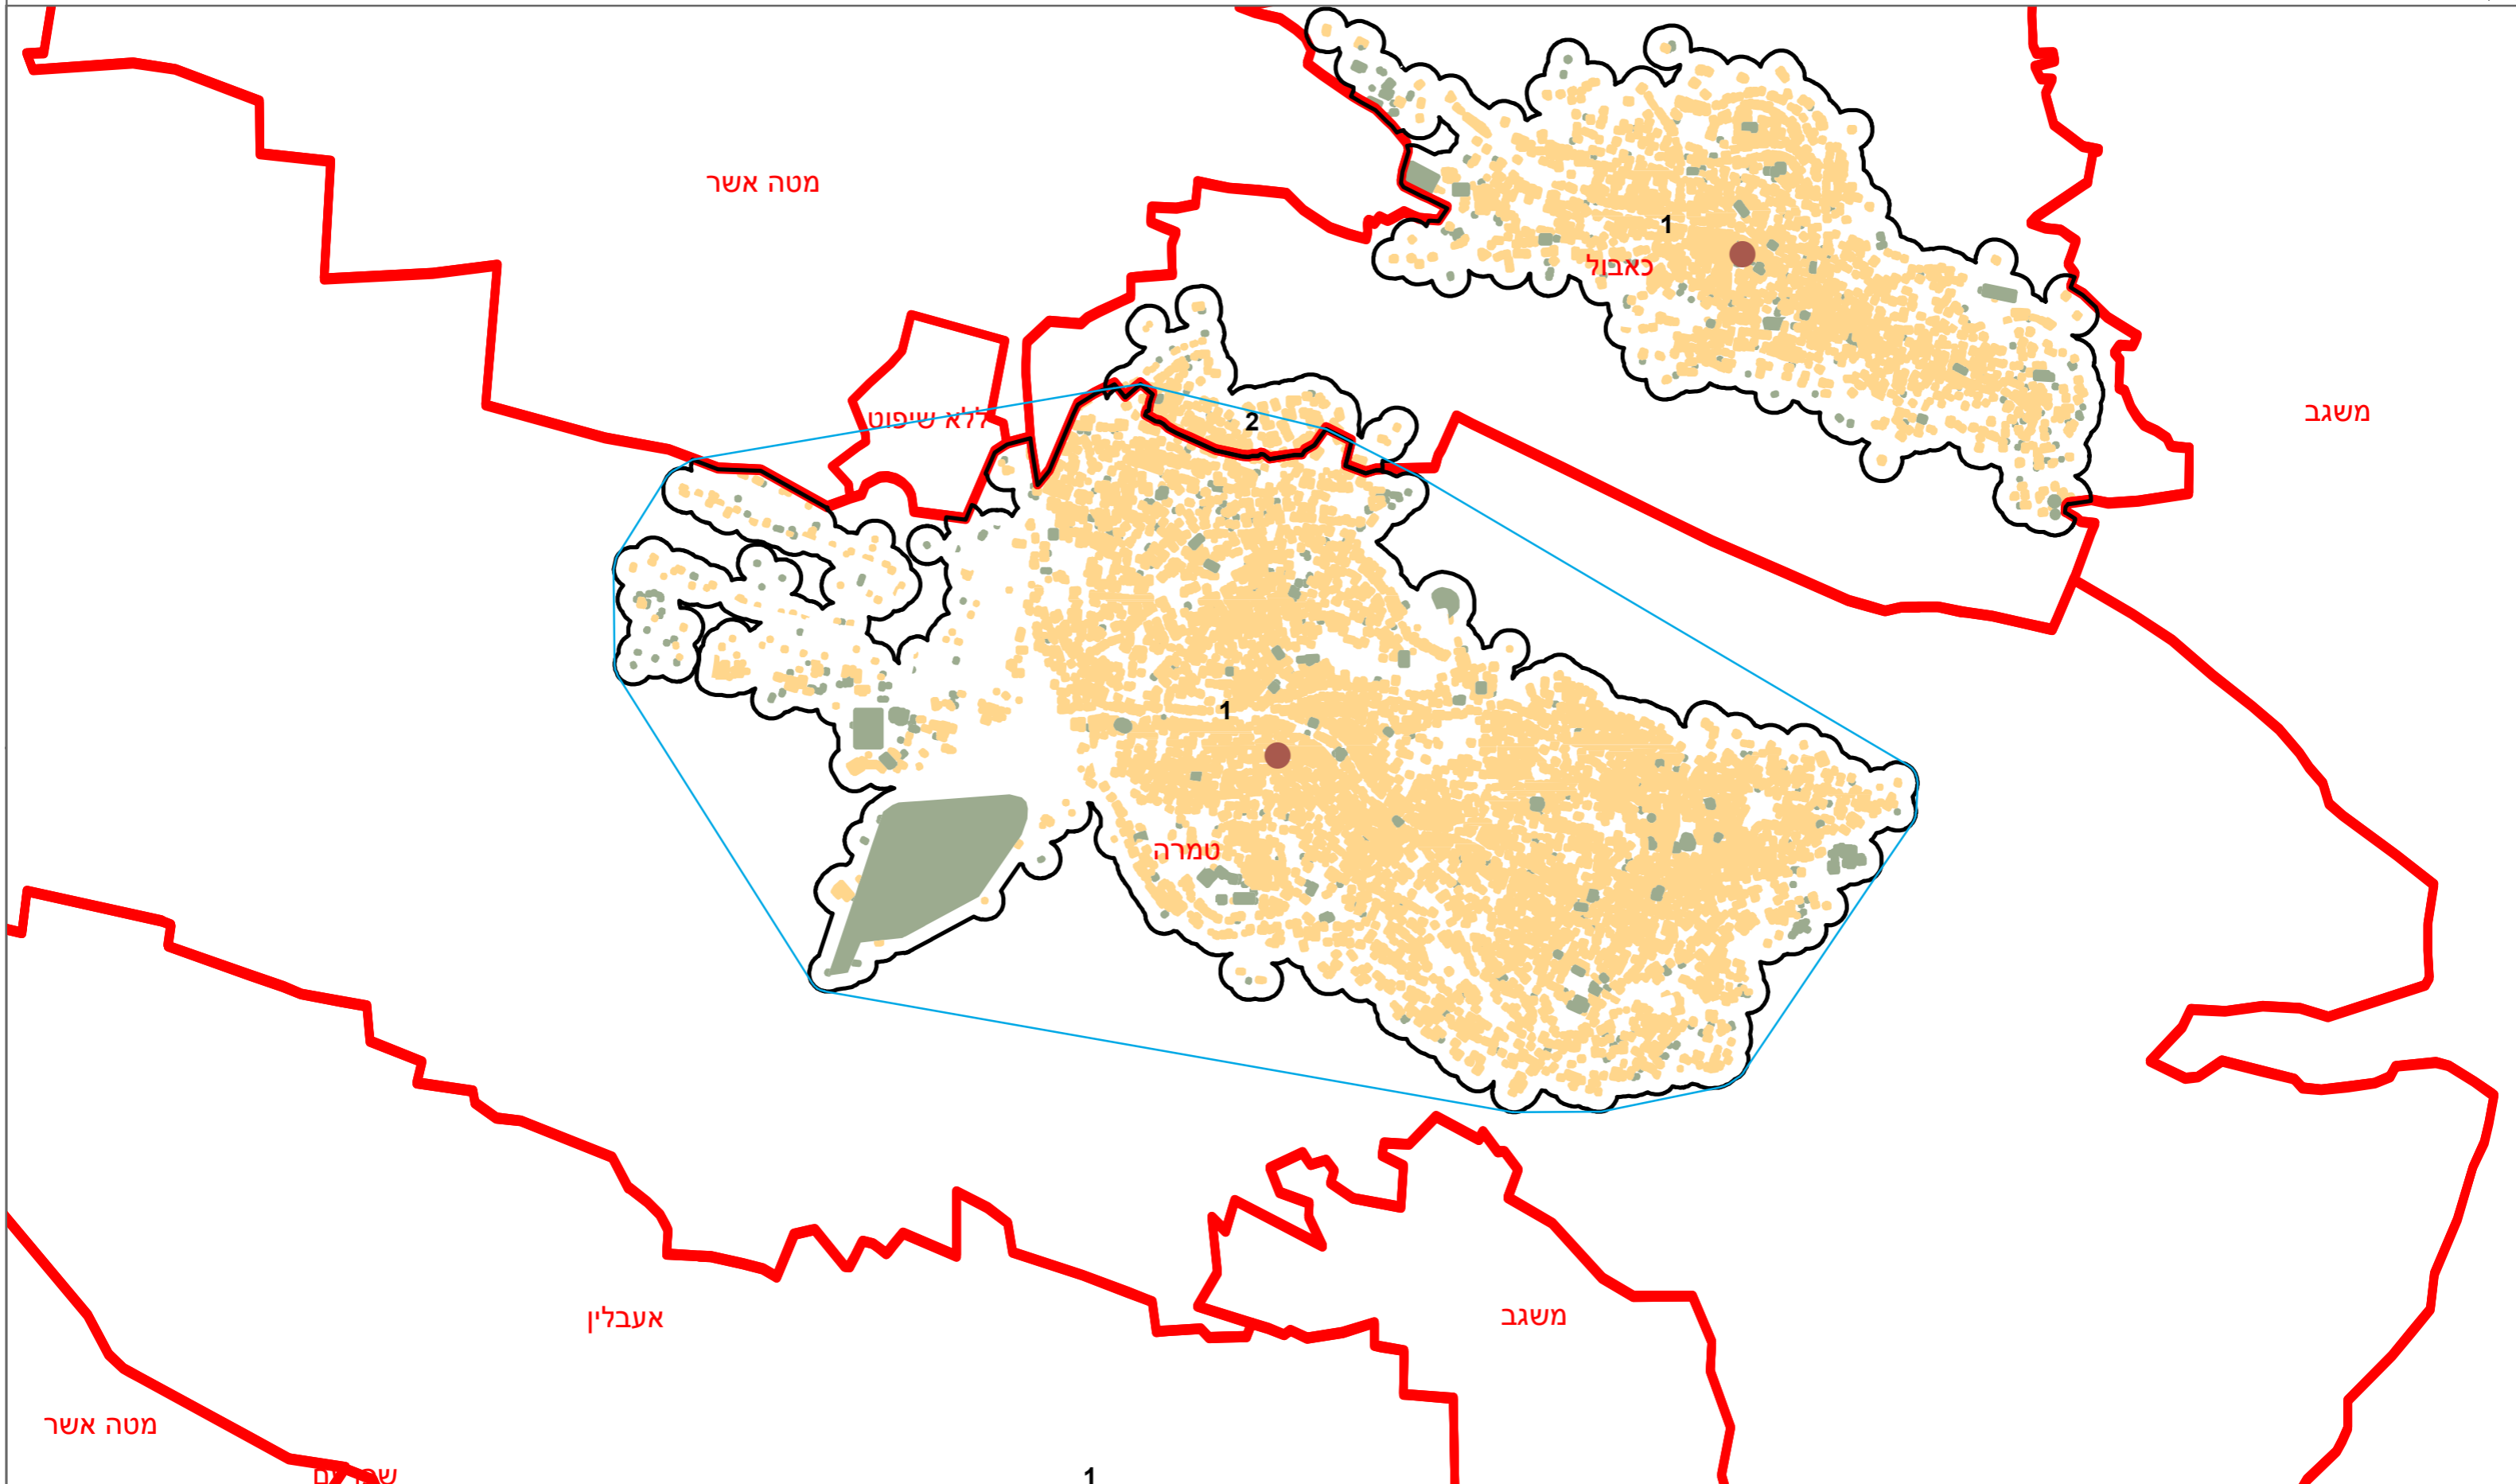 מטה אשר
1
כאבול
משגב
ללא שיפוט
2
1
טמרה
אעבלין
משגב
מטה אשר
1